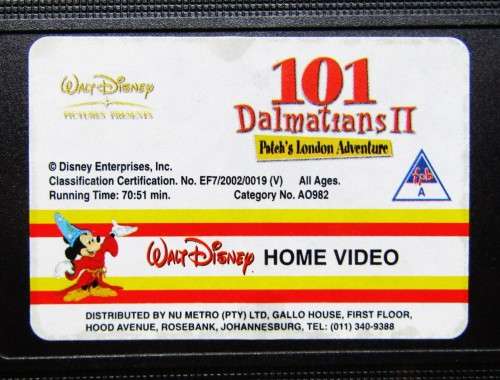 WALT DISNEY
PICTURES PRESENTS
101
Dalmatians II
Patch's London Adventure
© Disney Enterprises, Inc.
Classification Certification. No. EF7/2002/0019 (V) All Ages.
Running Time: 70:51 min. Category No. AO982
fpb
A
WALT DISNEY HOME VIDEO
DISTRIBUTED BY NU METRO (PTY) LTD, GALLO HOUSE, FIRST FLOOR,
HOOD AVENUE, ROSEBANK, JOHANNESBURG, TEL: (011) 340-9388